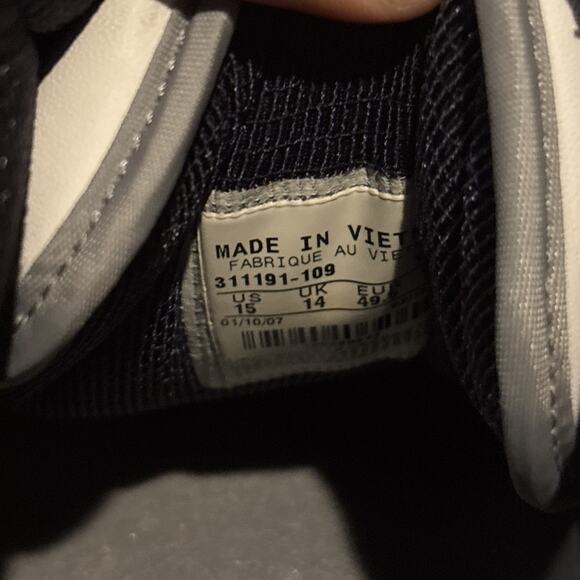 MADE IN VIET
FABRIQUE AU VIE
311191-109
US UK EU
15 14 49
01/10/07